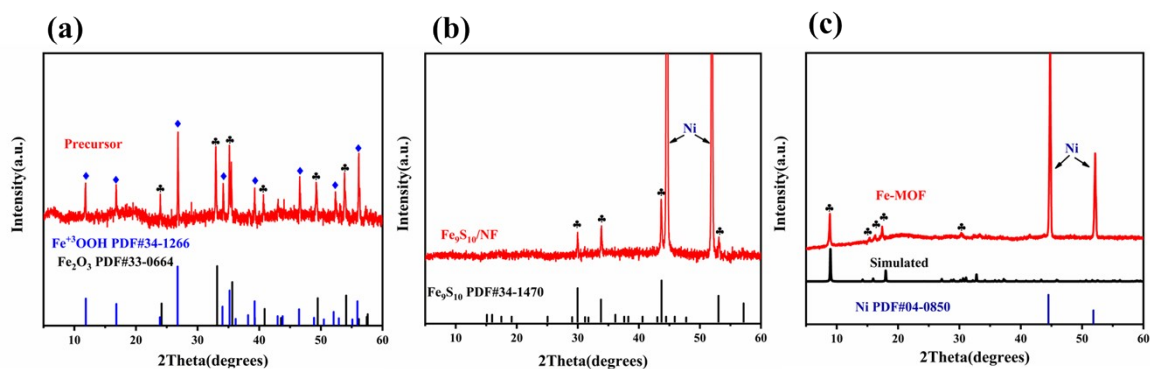 (a)
Intensity(a.u.)
Precursor
Fe⁺³OOH PDF#34-1266
Fe₂O₃ PDF#33-0664
10 20 30 40 50 60
2Theta(degrees)
(b)
Intensity(a.u.)
Ni
Fe₉S₁₀/NF
Fe₉S₁₀ PDF#34-1470
10 20 30 40 50 60
2Theta(degrees)
(c)
Intensity(a.u.)
Ni
Fe-MOF
Simulated
Ni PDF#04-0850
10 20 30 40 50 60
2Theta(degrees)